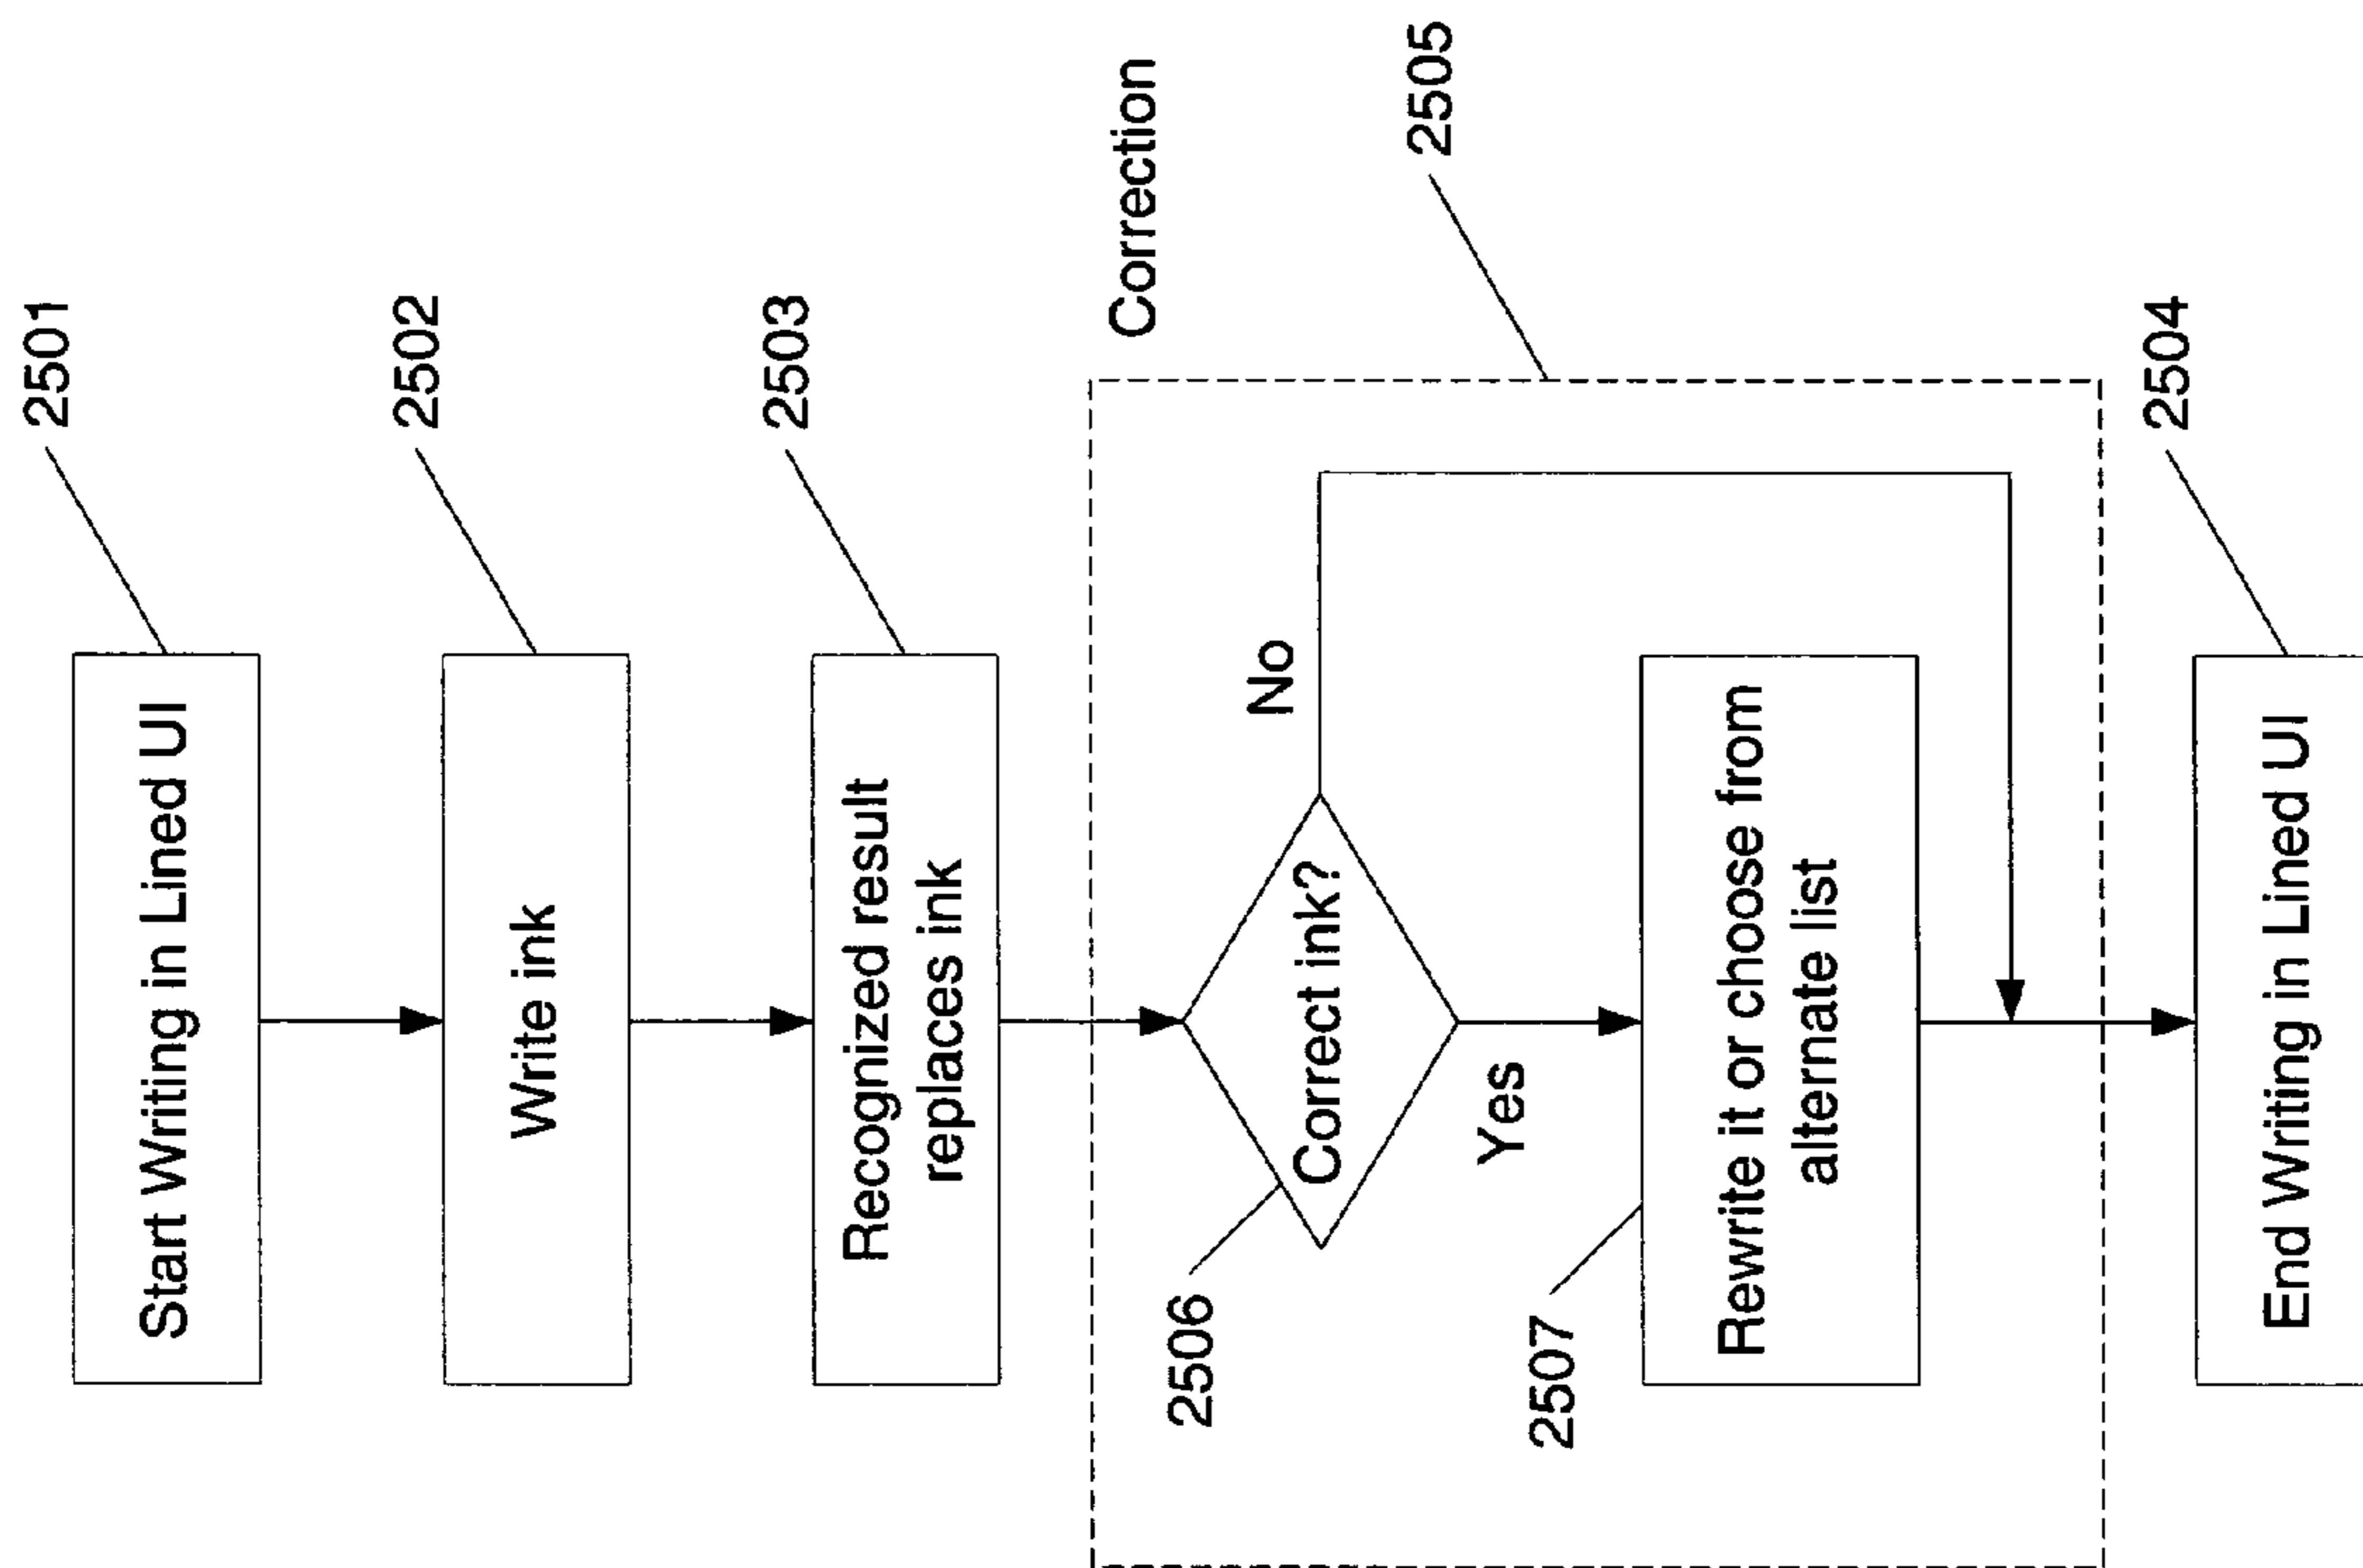 2501
Start Writing in Lined UI
2502
Write ink
2503
Recognized result
replaces ink
Correction
2505
2506
Correct ink?
No
Yes
2507
Rewrite it or choose from
alternate list
2504
End Writing in Lined UI